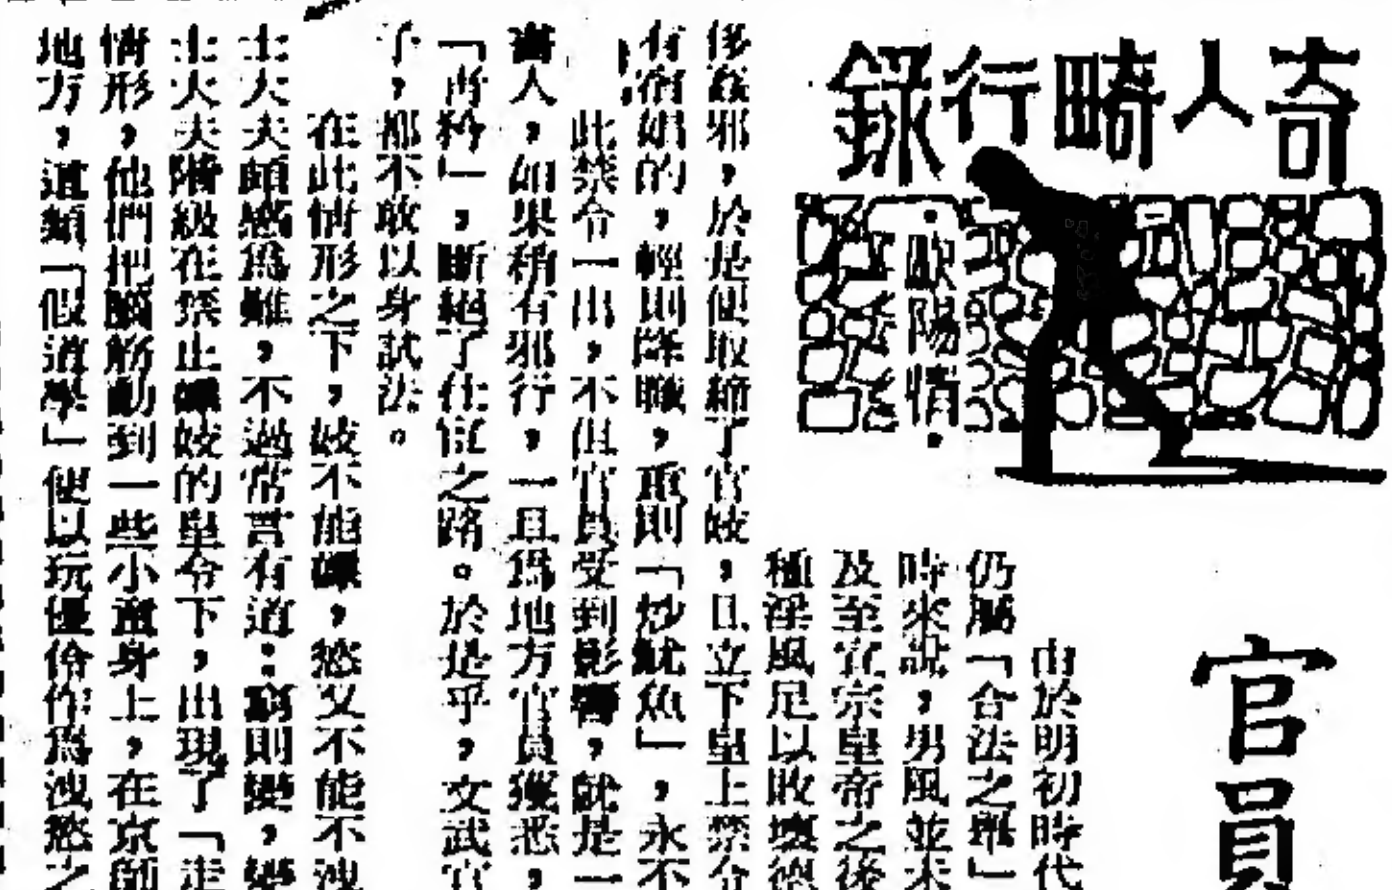 奇人畸行錄
·歐陽情·
官員
由於明初時代
仍屬「合法之舉」
時來說，男風並未
及至宣宗皇帝之後
種淫風足以敗壞德
侈姦邪，於是便取締了官妓，且立下皇上禁令
有宿娼的，輕則降職，重則「炒魷魚」，永不
此禁令一出，不但官員受到影響，就是一
書人，如果稍有邪行，一旦為地方官員獲悉，
「青衿」，斷絕了仕宦之路。於是乎，文武官
子，都不敢以身試法。
在此情形之下，妓不能嫖，慾又不能不洩
士大夫頗感為難，不過常言有道：窮則變，變
士大夫階級在禁止嫖妓的皇令下，出現了「走
情形，他們把腦筋動到一些小童身上，在京師
地方，這類「假道學」便以玩優伶作為洩慾之